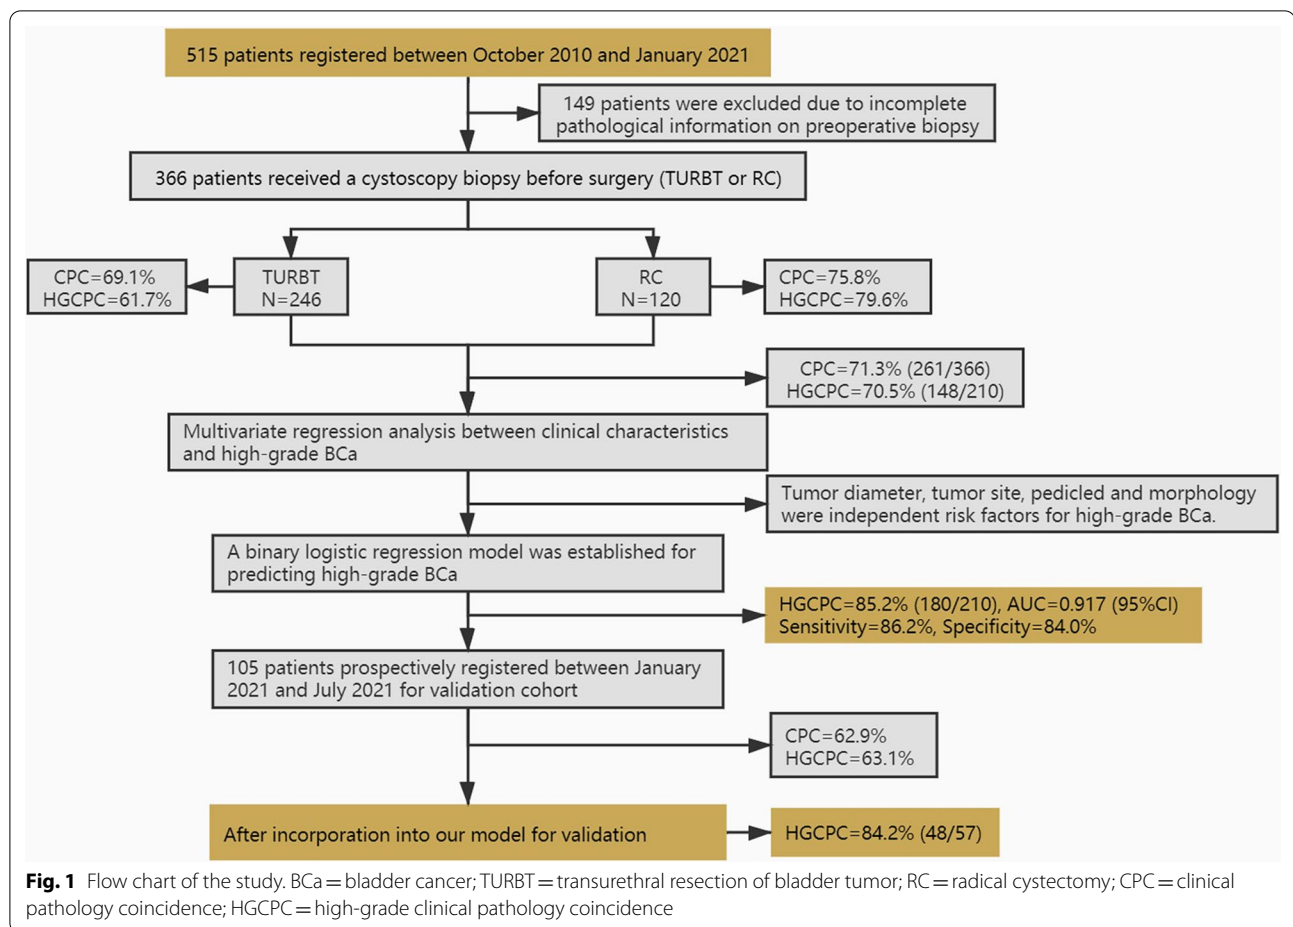 515 patients registered between October 2010 and January 2021
149 patients were excluded due to incomplete
pathological information on preoperative biopsy
366 patients received a cystoscopy biopsy before surgery (TURBT or RC)
CPC=69.1%
HGCPC=61.7%
TURBT
N=246
RC
N=120
CPC=75.8%
HGCPC=79.6%
CPC=71.3% (261/366)
HGCPC=70.5% (148/210)
Multivariate regression analysis between clinical characteristics
and high-grade BCa
Tumor diameter, tumor site, pedicled and morphology
were independent risk factors for high-grade BCa.
A binary logistic regression model was established for
predicting high-grade BCa
HGCPC=85.2% (180/210), AUC=0.917 (95%CI)
Sensitivity=86.2%, Specificity=84.0%
105 patients prospectively registered between January
2021 and July 2021 for validation cohort
CPC=62.9%
HGCPC=63.1%
After incorporation into our model for validation
HGCPC=84.2% (48/57)
Fig. 1 Flow chart of the study. BCa = bladder cancer; TURBT = transurethral resection of bladder tumor; RC = radical cystectomy; CPC = clinical
pathology coincidence; HGCPC = high-grade clinical pathology coincidence